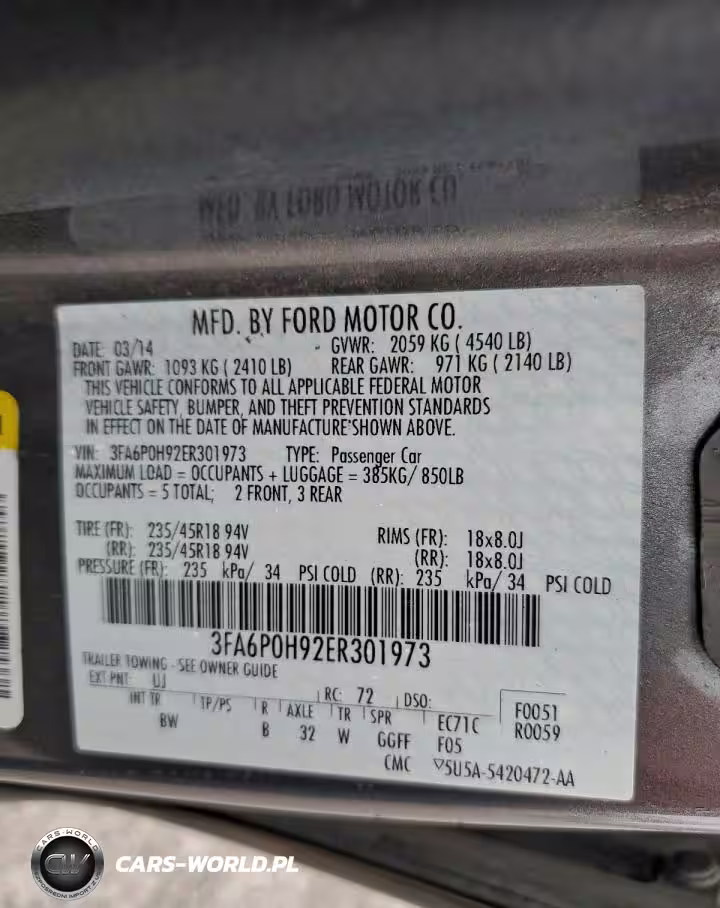 MFD. BY FORD MOTOR CO.
MFD. BY FORD MOTOR CO.
DATE: 03/14 GVWR: 2059 KG ( 4540 LB)
FRONT GAWR: 1093 KG ( 2410 LB) REAR GAWR: 971 KG ( 2140 LB)
THIS VEHICLE CONFORMS TO ALL APPLICABLE FEDERAL MOTOR
VEHICLE SAFETY, BUMPER, AND THEFT PREVENTION STANDARDS
IN EFFECT ON THE DATE OF MANUFACTURE SHOWN ABOVE.
VIN: 3FA6P0H92ER301973 TYPE: Passenger Car
MAXIMUM LOAD = OCCUPANTS + LUGGAGE = 385KG/ 850LB
OCCUPANTS = 5 TOTAL; 2 FRONT, 3 REAR
TIRE (FR): 235/45R18 94V RIMS (FR): 18x8.0J
(RR): 235/45R18 94V (RR): 18x8.0J
PRESSURE (FR): 235 kPa/ 34 PSI COLD (RR): 235 kPa/ 34 PSI COLD
3FA6P0H92ER301973
TRAILER TOWING - SEE OWNER GUIDE
EXT PNT: UJ RC: 72 DSO:
INT TR TP/PS R AXLE TR SPR EC71C F0051
BW B 32 W GGFF F05 R0059
CMC ▽5U5A-5420472-AA
CARS-WORLD
CW
CARS-WORLD.PL